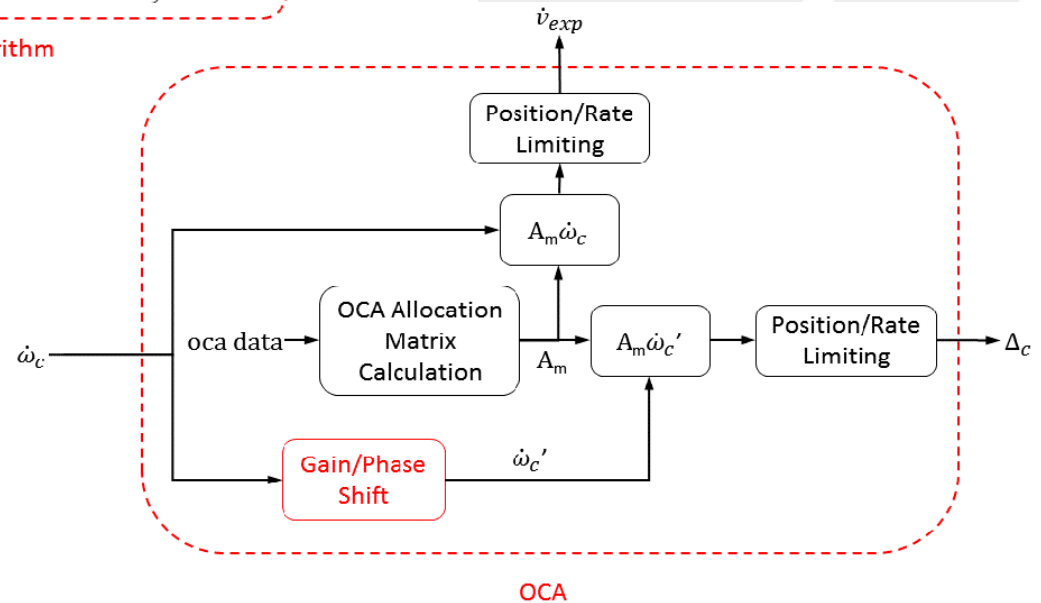 rithm
v̇exp
Position/Rate
Limiting
Aₘω̇c
OCA Allocation
Matrix
Calculation
oca data
Aₘ
Aₘω̇c′
Position/Rate
Limiting
ω̇c
Δc
Gain/Phase
Shift
ω̇c′
OCA